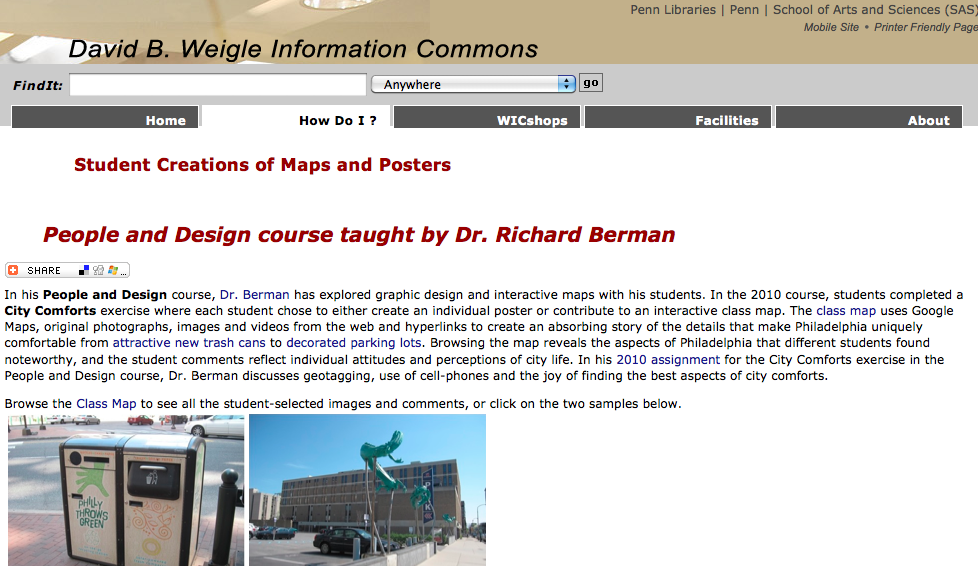 Penn Libraries | Penn | School of Arts and Sciences (SAS)
Mobile Site • Printer Friendly Page
David B. Weigle Information Commons
FindIt:
Anywhere
go
Home
How Do I ?
WICshops
Facilities
About
Student Creations of Maps and Posters
People and Design course taught by Dr. Richard Berman
SHARE
...
In his People and Design course, Dr. Berman has explored graphic design and interactive maps with his students. In the 2010 course, students completed a
City Comforts exercise where each student chose to either create an individual poster or contribute to an interactive class map. The class map uses Google
Maps, original photographs, images and videos from the web and hyperlinks to create an absorbing story of the details that make Philadelphia uniquely
comfortable from attractive new trash cans to decorated parking lots. Browsing the map reveals the aspects of Philadelphia that different students found
noteworthy, and the student comments reflect individual attitudes and perceptions of city life. In his 2010 assignment for the City Comforts exercise in the
People and Design course, Dr. Berman discusses geotagging, use of cell-phones and the joy of finding the best aspects of city comforts.
Browse the Class Map to see all the student-selected images and comments, or click on the two samples below.
PHILLY
THROWS
GREEN
PARK